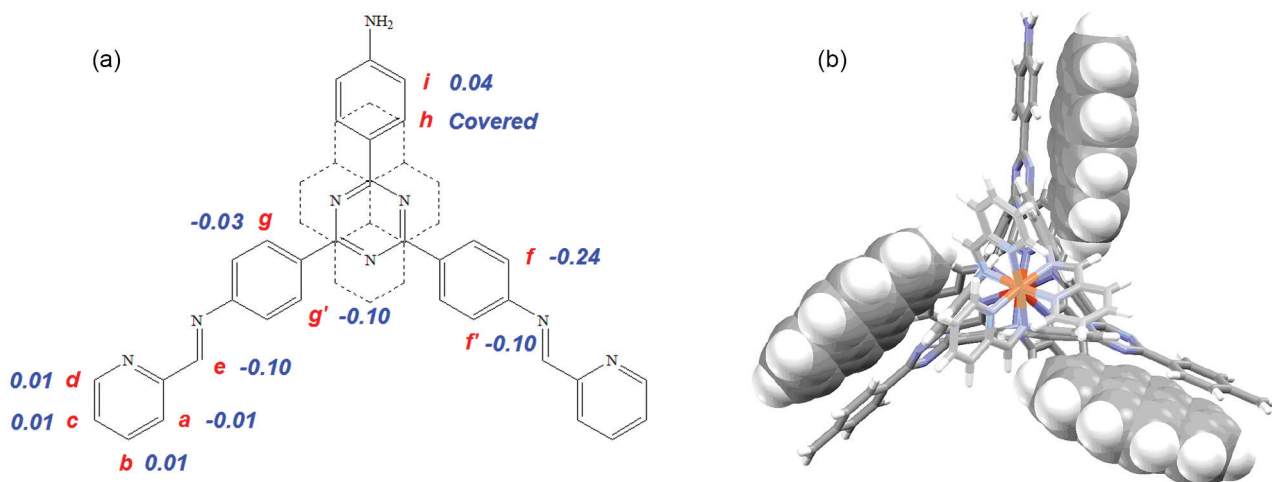 (a)
NH2
i 0.04
h Covered
N N
N
-0.03 g
f -0.24
g' -0.10
f' -0.10
N
N
N
N
e -0.10
0.01 d
0.01 c
a -0.01
b 0.01
(b)